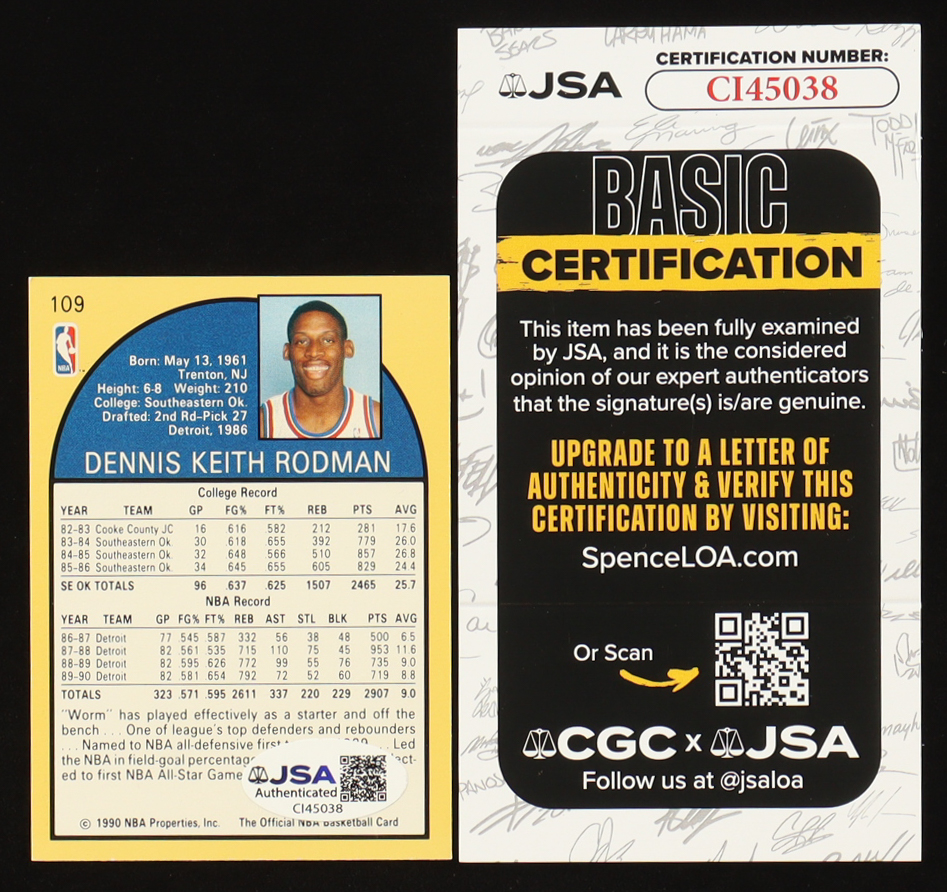 109
NBA
Born: May 13, 1961
Trenton, NJ
Height: 6-8 Weight: 210
College: Southeastern Ok.
Drafted: 2nd Rd-Pick 27
Detroit, 1986
DENNIS KEITH RODMAN
College Record
YEAR TEAM GP FG% FT% REB PTS AVG
82-83 Cooke County JC 16 616 582 212 281 17.6
83-84 Southeastern Ok. 30 618 655 392 779 26.0
84-85 Southeastern Ok. 32 648 566 510 857 26.8
85-86 Southeastern Ok. 34 645 655 605 829 24.4
SE OK TOTALS 96 .637 .625 1507 2465 25.7
NBA Record
YEAR TEAM GP FG% FT% REB AST STL BLK PTS AVG
86-87 Detroit 77 .545 587 332 56 38 48 500 6.5
87-88 Detroit 82 .561 535 715 110 75 45 953 11.6
88-89 Detroit 82 .595 626 772 99 55 76 735 9.0
89-90 Detroit 82 .581 654 792 72 52 60 719 8.8
TOTALS 323 .571 .595 2611 337 220 229 2907 9.0
"Worm" has played effectively as a starter and off the
bench . . . One of league's top defenders and rebounders
. . . Named to NBA all-defensive first . . . Led
the NBA in field-goal percentage
ed to first NBA All-Star Game
JSA
Authenticated
CI45038
© 1990 NBA Properties, Inc. The Official NBA Basketball Card
JSA
CERTIFICATION NUMBER:
CI45038
BASIC
CERTIFICATION
This item has been fully examined
by JSA, and it is the considered
opinion of our expert authenticators
that the signature(s) is/are genuine.
UPGRADE TO A LETTER OF
AUTHENTICITY & VERIFY THIS
CERTIFICATION BY VISITING:
SpenceLOA.com
Or Scan
CGC x JSA
Follow us at @jsaloa